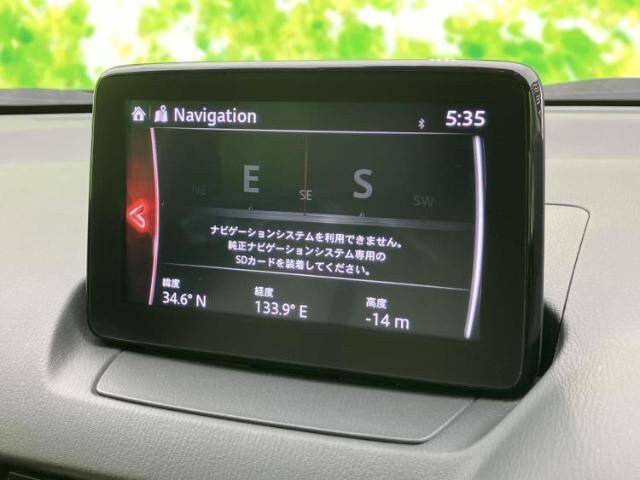 Navigation
5:35
NE E SE S SW
ナビゲーションシステムを利用できません。
純正ナビゲーションシステム専用の
SDカードを装着してください。
緯度 経度 高度
34.6° N 133.9° E -14 m